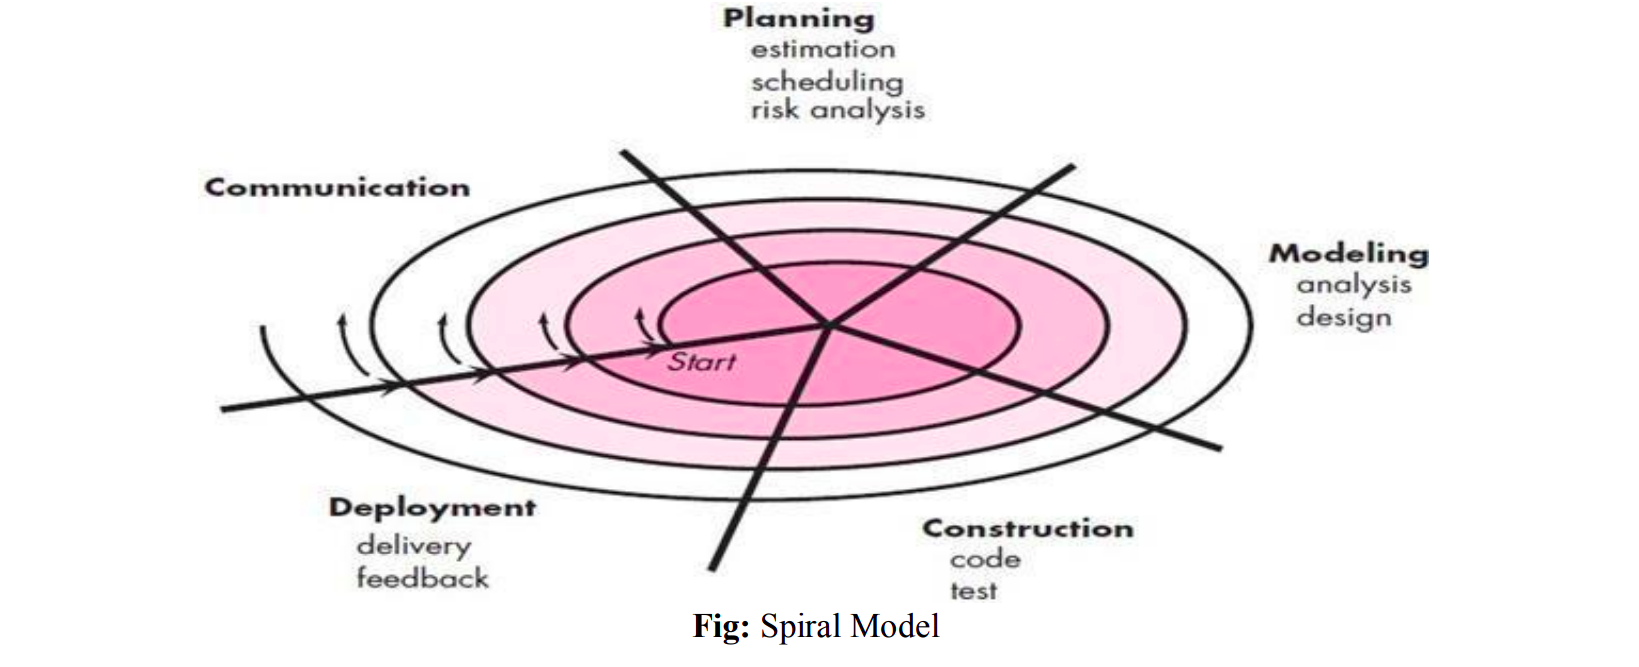 Planning
estimation
scheduling
risk analysis
Communication
Modeling
analysis
design
Start
Deployment
delivery
feedback
Construction
code
test
Fig: Spiral Model